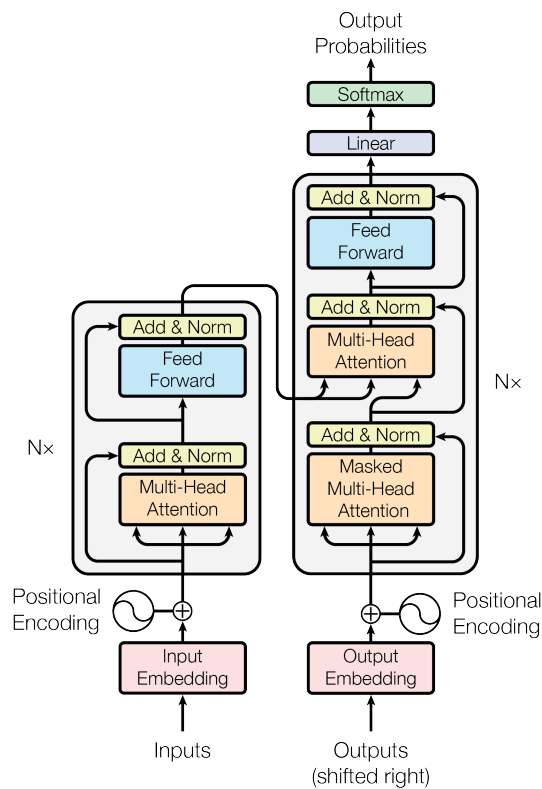 Output
Probabilities
Softmax
Linear
Add & Norm
Feed
Forward
Add & Norm
Multi-Head
Attention
Add & Norm
Masked
Multi-Head
Attention
N×
Add & Norm
Feed
Forward
Add & Norm
Multi-Head
Attention
N×
Positional
Encoding
Positional
Encoding
Input
Embedding
Output
Embedding
Inputs
Outputs
(shifted right)